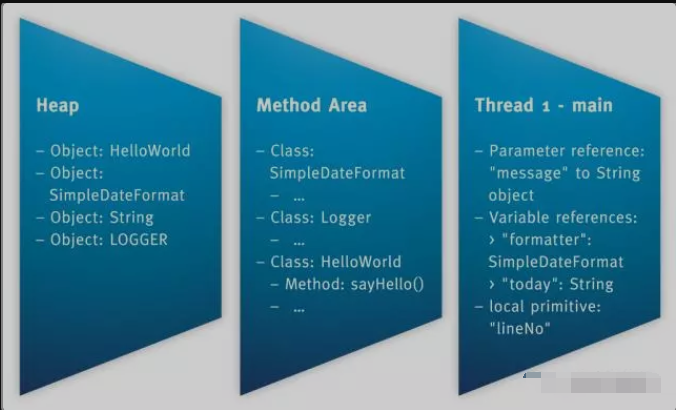 Heap
– Object: HelloWorld
– Object:
SimpleDateFormat
– Object: String
– Object: LOGGER
Method Area
– Class:
SimpleDateFormat
– ...
– Class: Logger
– ...
– Class: HelloWorld
– Method: sayHello()
– ...
Thread 1 - main
– Parameter reference:
"message" to String
object
– Variable references:
› "formatter":
SimpleDateFormat
› "today": String
– local primitive:
"lineNo"